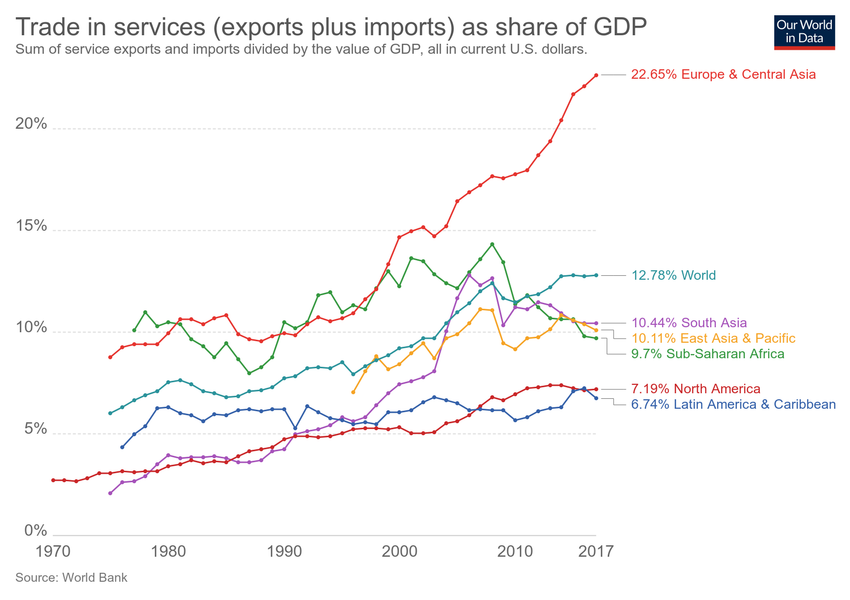 Trade in services (exports plus imports) as share of GDP
Sum of service exports and imports divided by the value of GDP, all in current U.S. dollars.
Our World
in Data
22.65% Europe & Central Asia
20%
15%
12.78% World
10.44% South Asia
10%
10.11% East Asia & Pacific
9.7% Sub-Saharan Africa
7.19% North America
6.74% Latin America & Caribbean
5%
0%
1970 1980 1990 2000 2010 2017
Source: World Bank